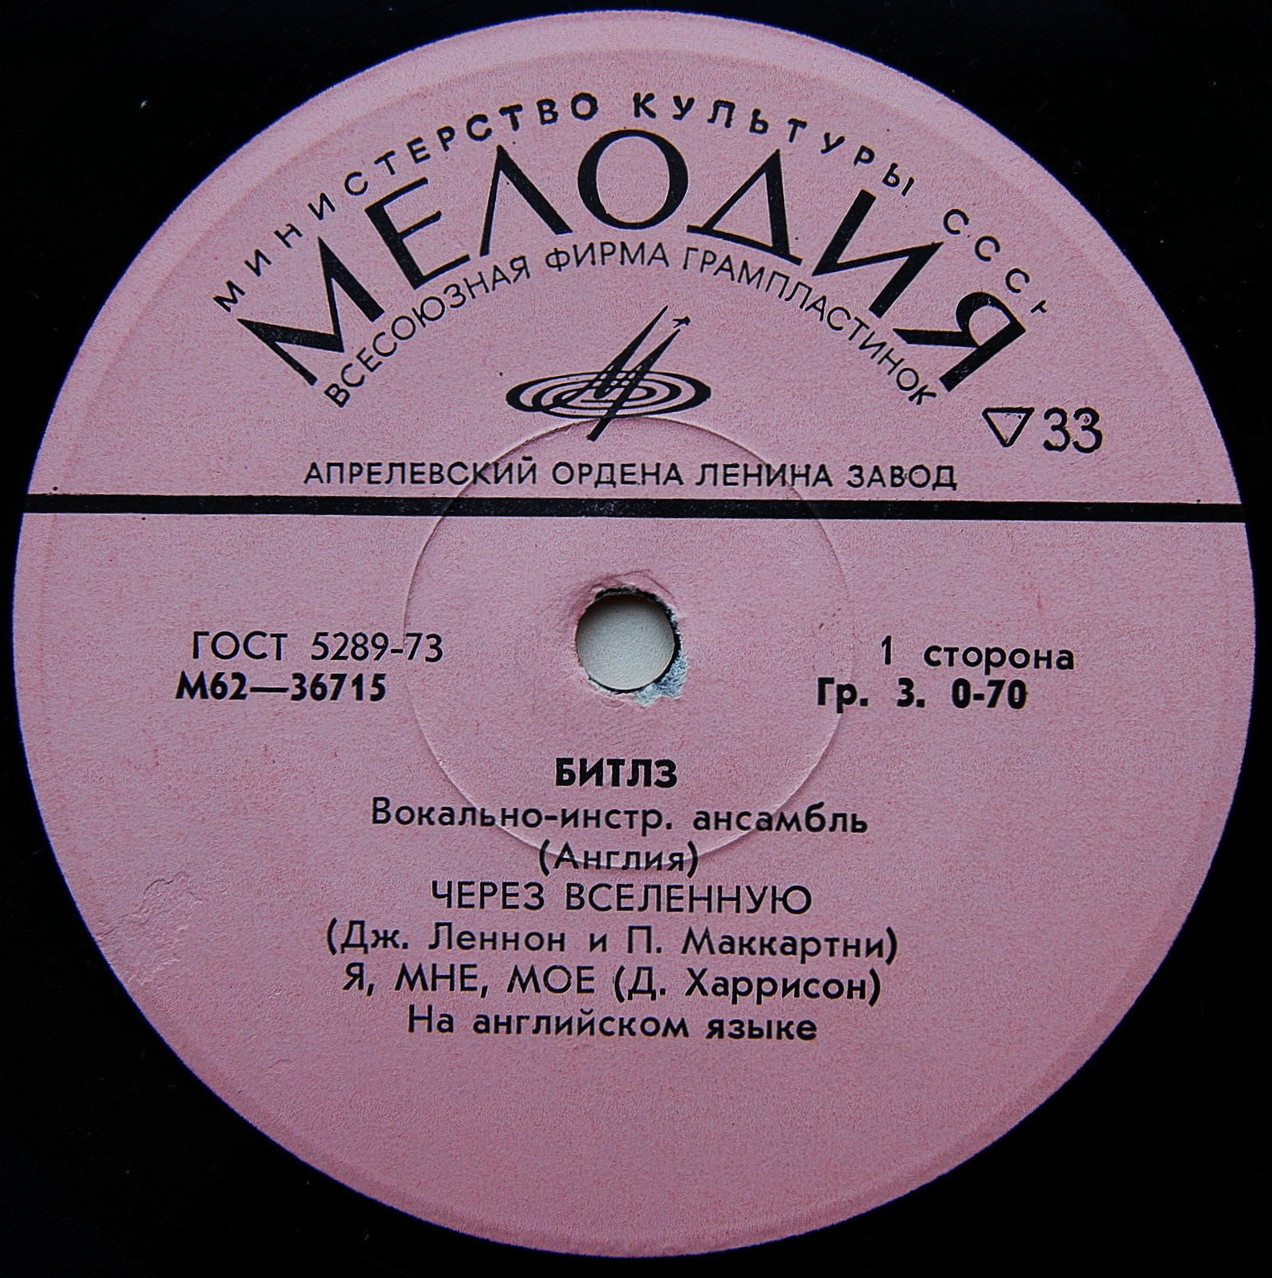 МИНИСТЕРСТВО КУЛЬТУРЫ СССР
МЕЛОДИЯ
ВСЕСОЮЗНАЯ ФИРМА ГРАМПЛАСТИНОК
33
АПРЕЛЕВСКИЙ ОРДЕНА ЛЕНИНА ЗАВОД
ГОСТ 5289-73
1 сторона
М62—36715
Гр. 3. 0-70
БИТЛЗ
Вокально-инстр. ансамбль
(Англия)
ЧЕРЕЗ ВСЕЛЕННУЮ
(Дж. Леннон и П. Маккартни)
Я, МНЕ, МОЕ (Д. Харрисон)
На английском языке